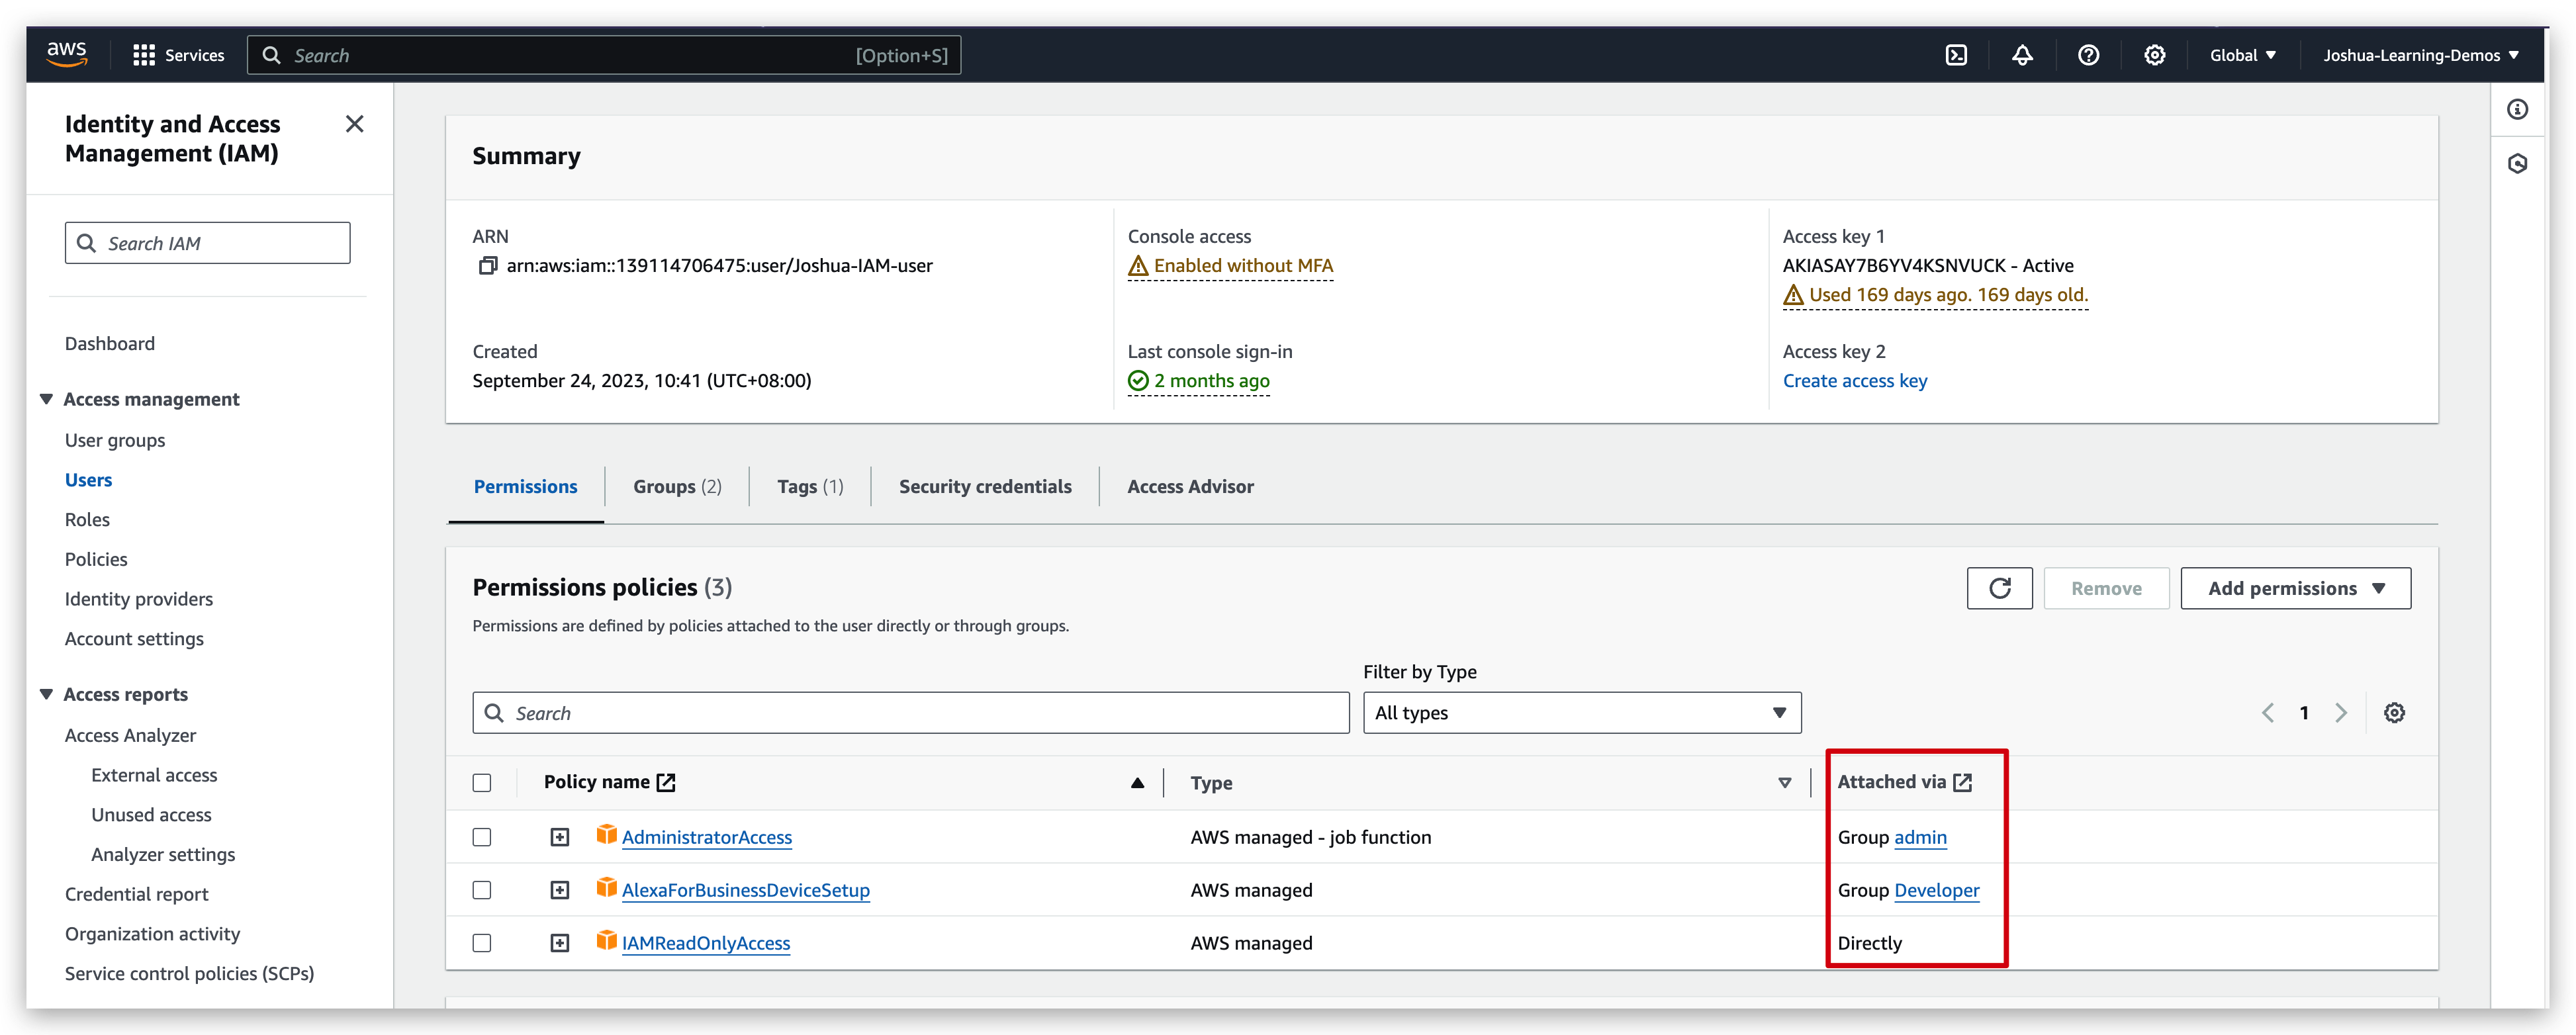 aws
Services
Search
[Option+S]
Global
Joshua-Learning-Demos
Identity and Access
Management (IAM)
Search IAM
Dashboard
Access management
User groups
Users
Roles
Policies
Identity providers
Account settings
Access reports
Access Analyzer
External access
Unused access
Analyzer settings
Credential report
Organization activity
Service control policies (SCPs)
Summary
ARN
arn:aws:iam::139114706475:user/Joshua-IAM-user
Console access
Enabled without MFA
Access key 1
AKIASAY7B6YV4KSNVUCK - Active
Used 169 days ago. 169 days old.
Created
September 24, 2023, 10:41 (UTC+08:00)
Last console sign-in
2 months ago
Access key 2
Create access key
Permissions
Groups (2)
Tags (1)
Security credentials
Access Advisor
Permissions policies (3)
Permissions are defined by policies attached to the user directly or through groups.
Remove
Add permissions
Filter by Type
Search
All types
1
Policy name
Type
Attached via
AdministratorAccess
AWS managed - job function
Group admin
AlexaForBusinessDeviceSetup
AWS managed
Group Developer
IAMReadOnlyAccess
AWS managed
Directly